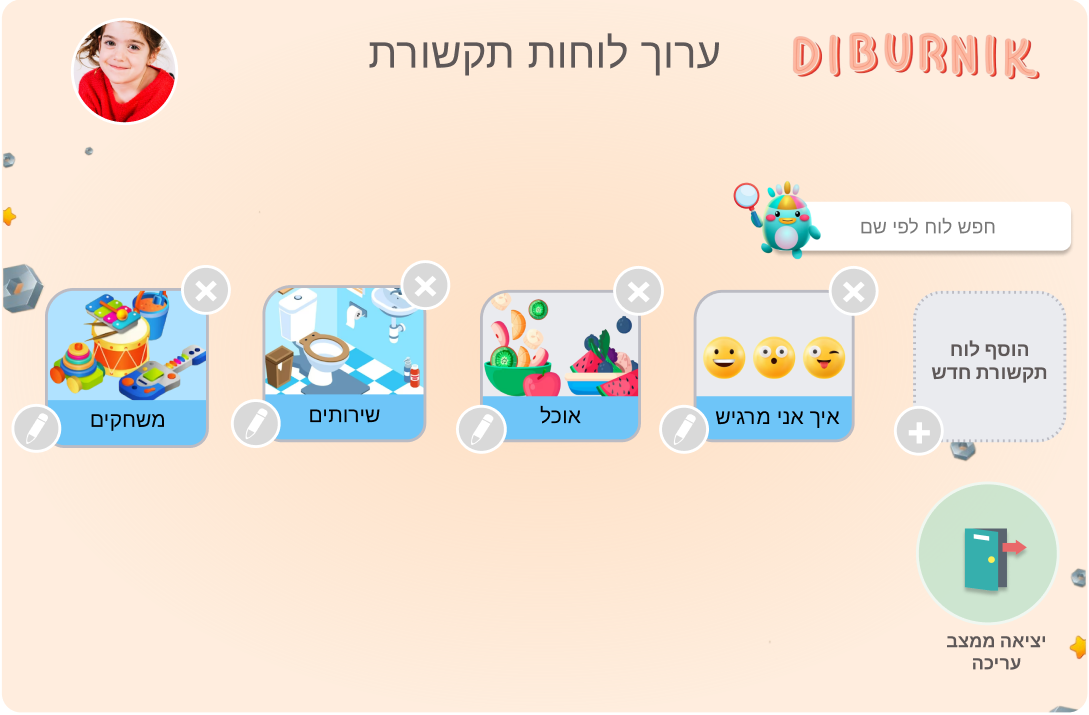 DIBURNIK
ערוך לוחות תקשורת
חפש לוח לפי שם
הוסף לוח
תקשורת חדש
איך אני מרגיש
אוכל
שירותים
משחקים
יציאה ממצב
עריכה